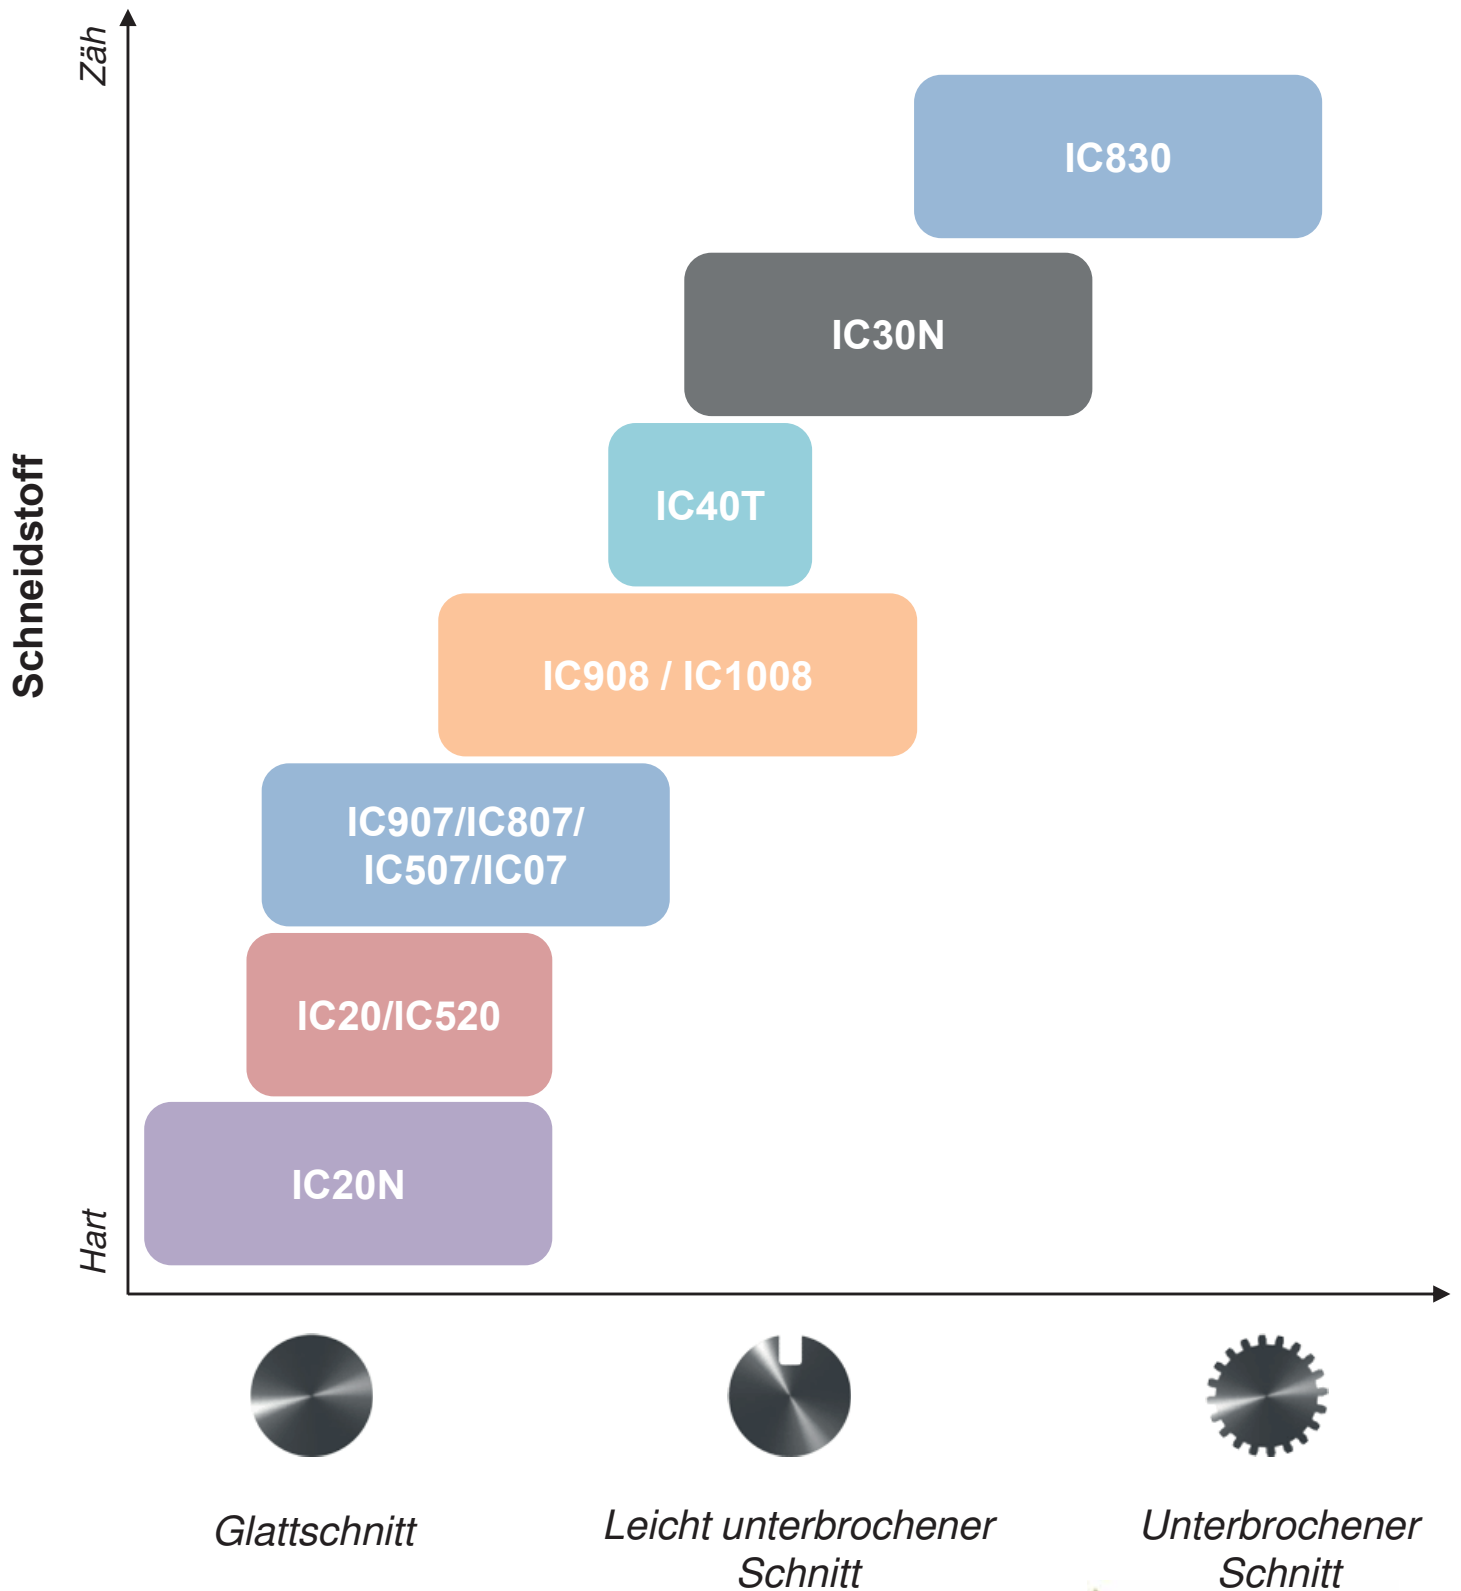 Zäh
IC830
IC30N
IC40T
Schneidstoff
IC908 / IC1008
IC907/IC807/
IC507/IC07
IC20/IC520
IC20N
Hart
Glattschnitt
Leicht unterbrochener
Schnitt
Unterbrochener
Schnitt